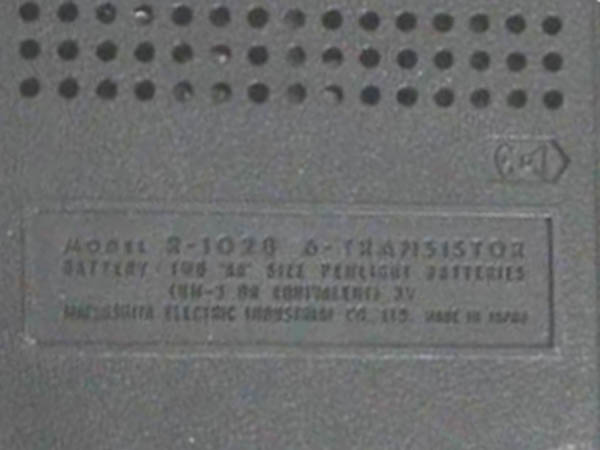 MODEL R-1028 6-TRANSISTOR
BATTERY: TWO "AA" SIZE PENLIGHT BATTERIES
(UM-3 OR EQUIVALENT) 3V
MATSUSHITA ELECTRIC INDUSTRIAL CO., LTD. MADE IN JAPAN